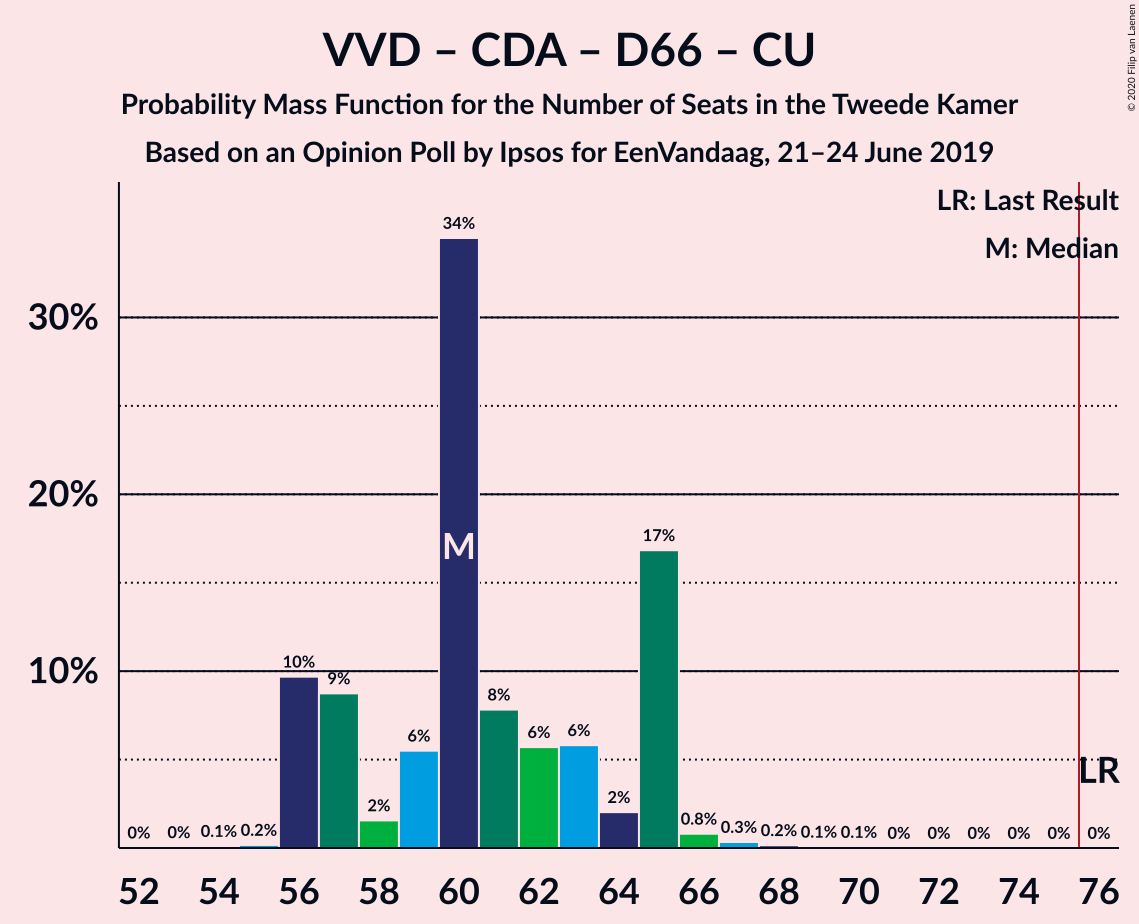 VVD – CDA – D66 – CU
Probability Mass Function for the Number of Seats in the Tweede Kamer
Based on an Opinion Poll by Ipsos for EenVandaag, 21–24 June 2019
© 2020 Filip van Laenen
LR: Last Result
M: Median
30%
20%
10%
0% 0% 0.1% 0.2% 10% 9% 2% 6% 34% 8% 6% 6% 2% 17% 0.8% 0.3% 0.2% 0.1% 0.1% 0% 0% 0% 0% 0% 0%
M
LR
52 54 56 58 60 62 64 66 68 70 72 74 76